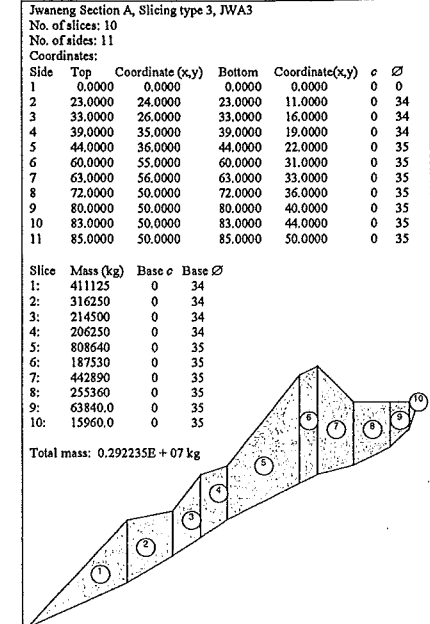 Jwaneng Section A, Slicing type 3, JWA3
No. of slices: 10
No. of sides: 11
Coordinates:
Side Top Coordinate (x,y) Bottom Coordinate(x,y) c Ø
1 0.0000 0.0000 0.0000 0.0000 0 0
2 23.0000 24.0000 23.0000 11.0000 0 34
3 33.0000 26.0000 33.0000 16.0000 0 34
4 39.0000 35.0000 39.0000 19.0000 0 34
5 44.0000 36.0000 44.0000 22.0000 0 35
6 60.0000 55.0000 60.0000 31.0000 0 35
7 63.0000 56.0000 63.0000 33.0000 0 35
8 72.0000 50.0000 72.0000 36.0000 0 35
9 80.0000 50.0000 80.0000 40.0000 0 35
10 83.0000 50.0000 83.0000 44.0000 0 35
11 85.0000 50.0000 85.0000 50.0000 0 35
Slice Mass (kg) Base c Base Ø
1: 411125 0 34
2: 316250 0 34
3: 214500 0 34
4: 206250 0 34
5: 808640 0 35
6: 187530 0 35
7: 442890 0 35
8: 255360 0 35
9: 63840.0 0 35
10: 15960.0 0 35
Total mass: 0.292235E + 07 kg
1
2
3
4
5
6
7
8
9
10